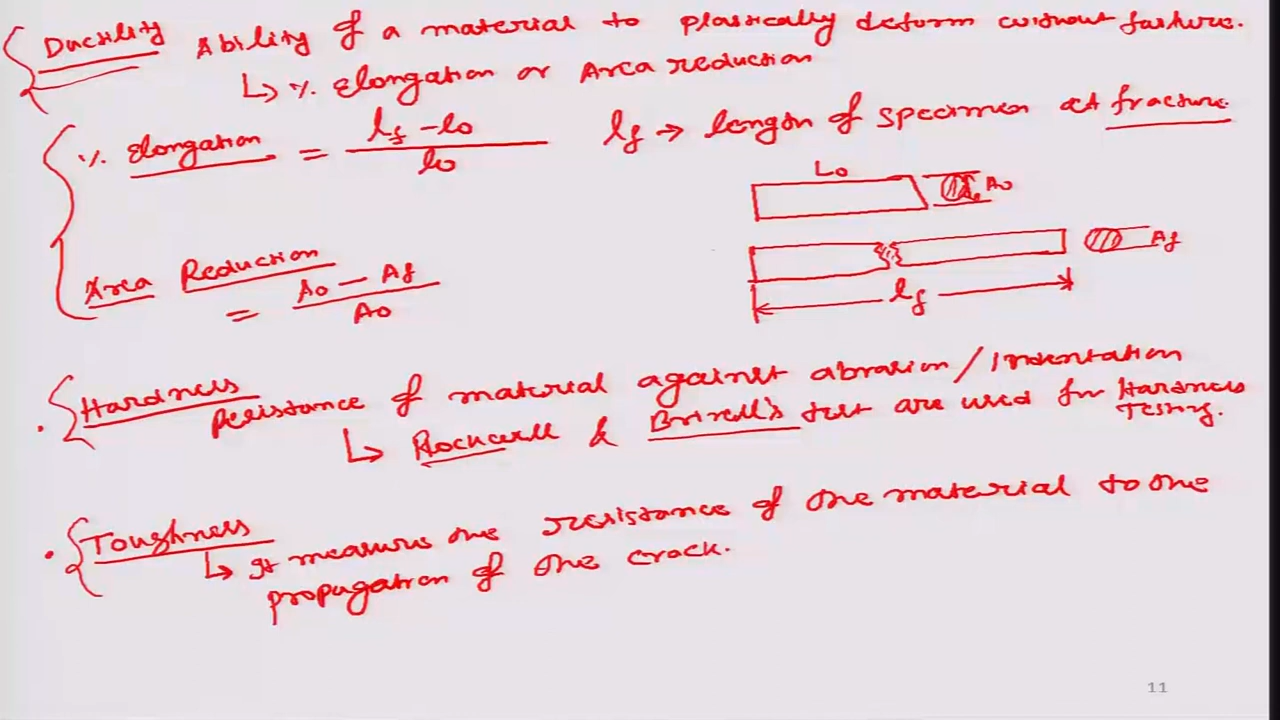 Ductility Ability of a material to plastically deform without failure.
↳ % Elongation or Area reduction
% Elongation = (lf - lo) / lo lf → length of specimen at fracture.
Lo
Ao
Af
lf
Area Reduction
= (Ao - Af) / Ao
. Hardness
Resistance of material against abrasion / Indentation
↳ Rockwell & Brinell's test are used for Hardness
Testing.
. Toughness
↳ It measures the resistance of the material to the
propagation of the crack.
11